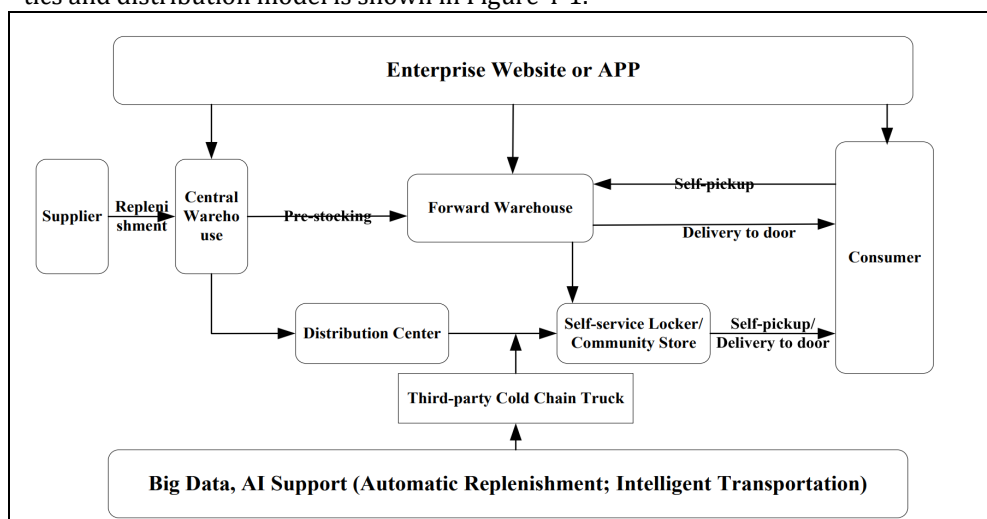 tics and distribution model is shown in Figure 4-1.
Enterprise Website or APP
Supplier
Repleni
shment
Central
Wareho
use
Pre-stocking
Forward Warehouse
Self-pickup
Delivery to door
Consumer
Distribution Center
Self-service Locker/
Community Store
Self-pickup/
Delivery to door
Third-party Cold Chain Truck
Big Data, AI Support (Automatic Replenishment; Intelligent Transportation)